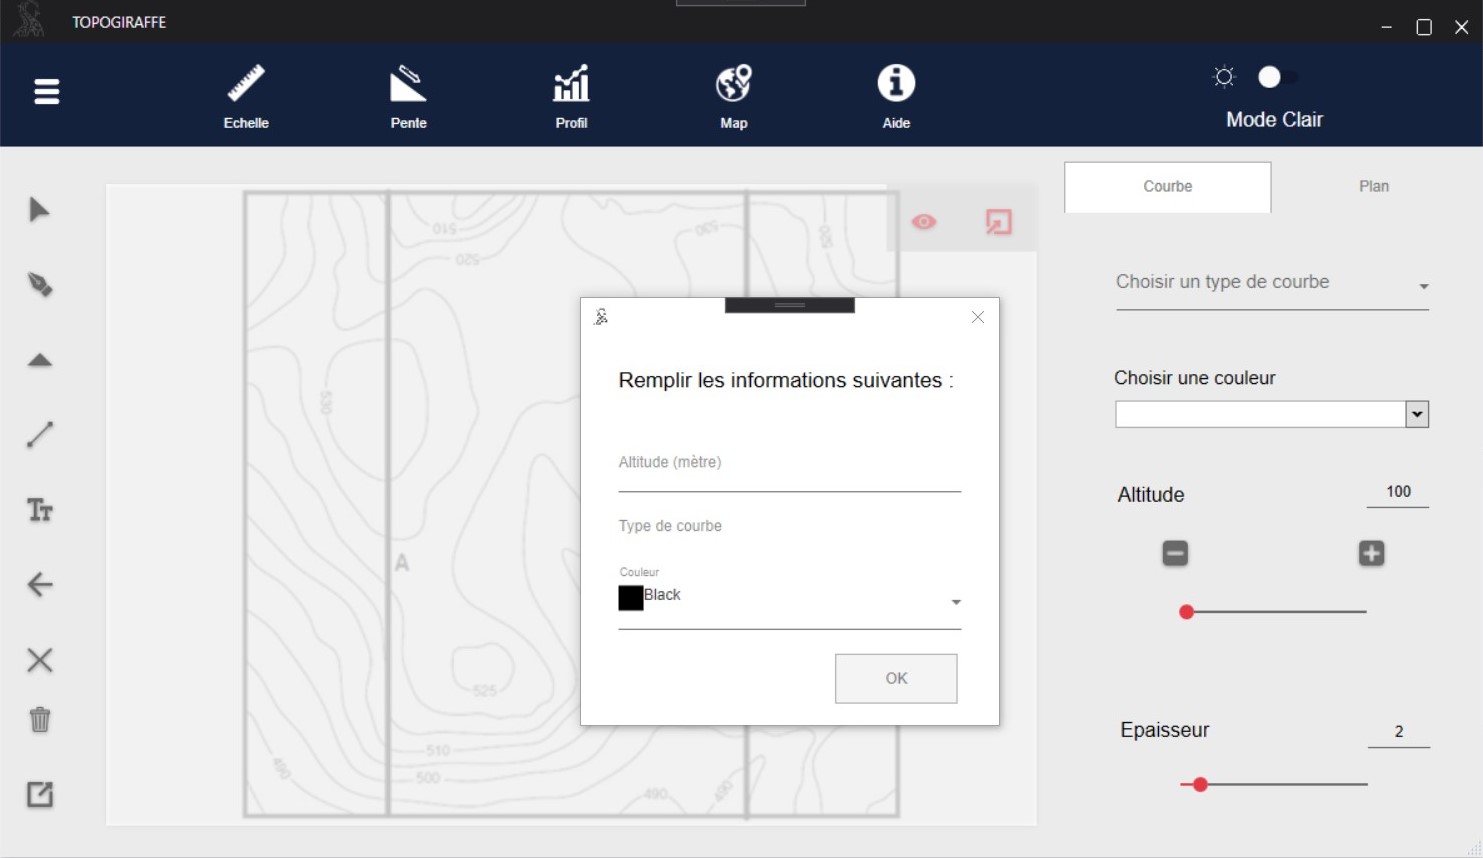 TOPOGIRAFFE
Echelle
Pente
Profil
Map
Aide
Mode Clair
Courbe
Plan
Choisir un type de courbe
Choisir une couleur
Altitude
100
Epaisseur
2
Remplir les informations suivantes :
Altitude (mètre)
Type de courbe
Couleur
Black
OK
TT
510
520
530
520
530
A
525
510
500
490
490
490